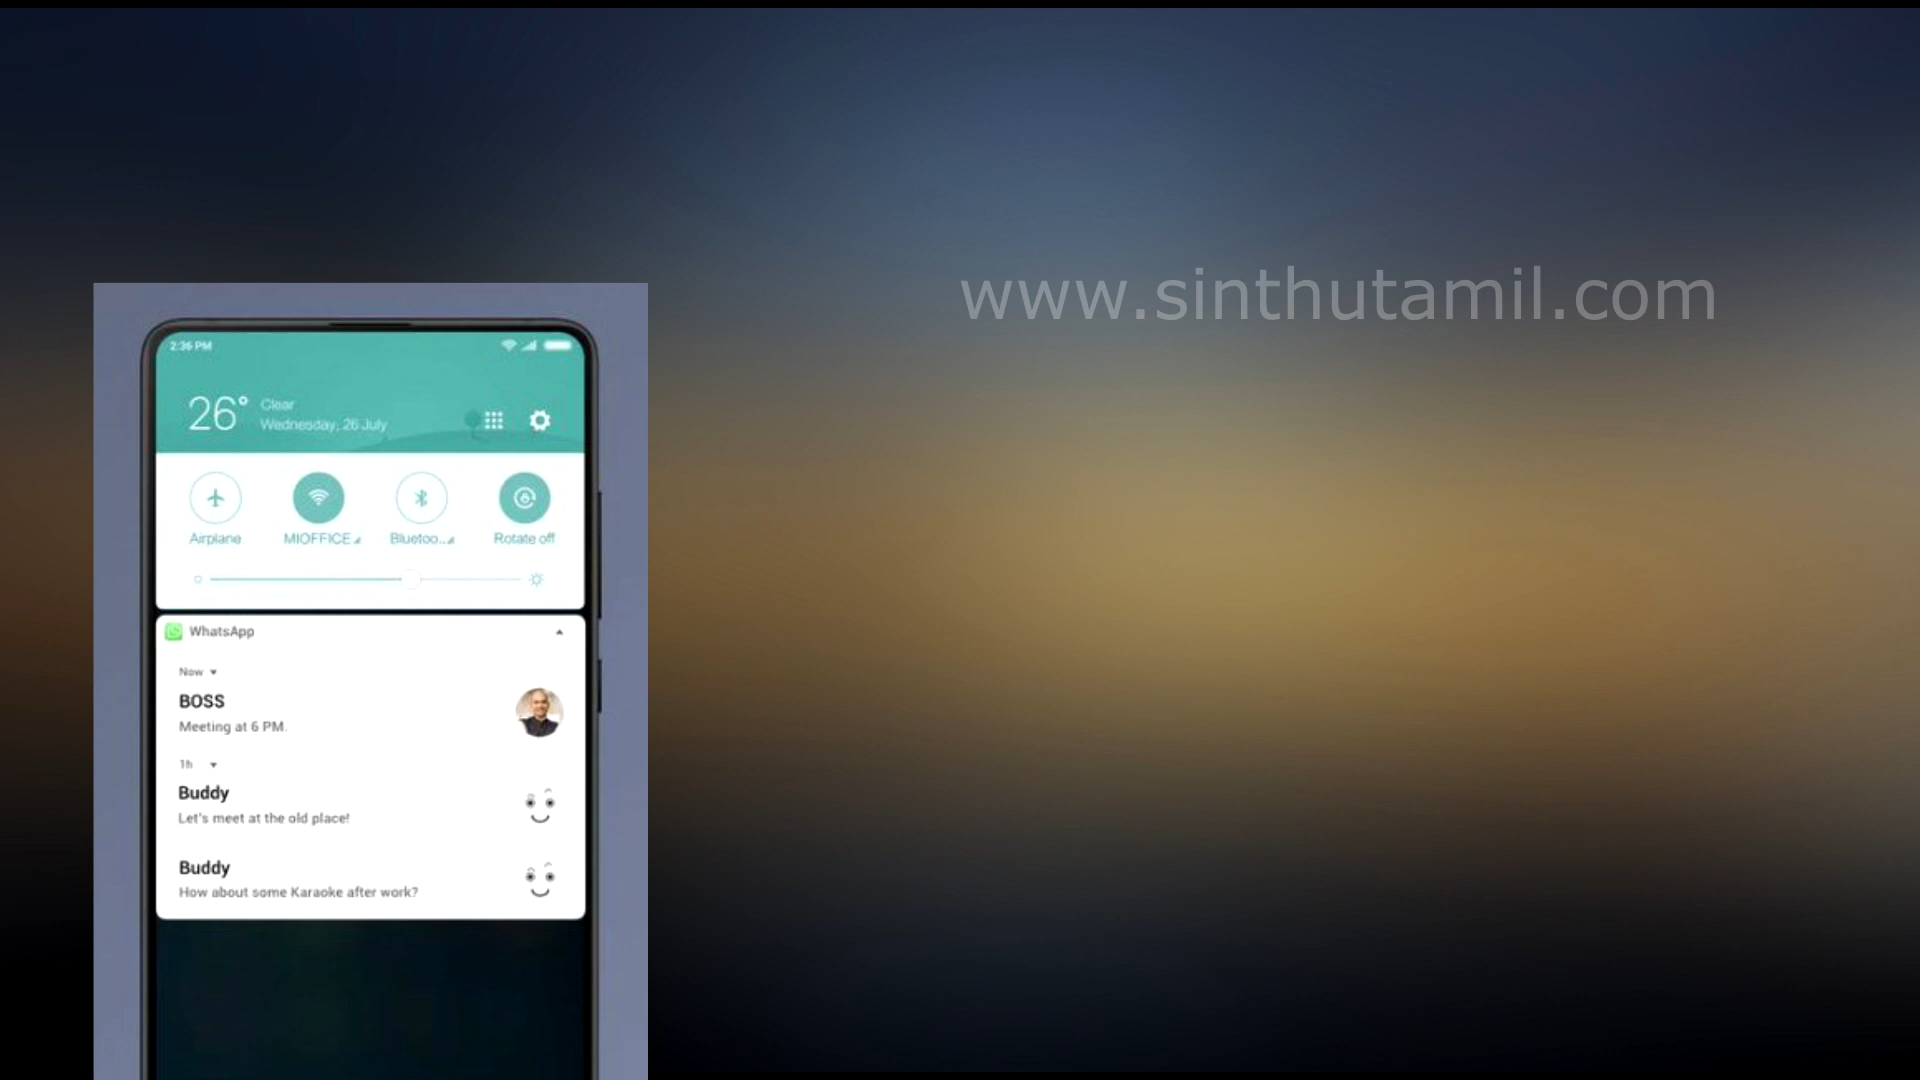 www.sinthutamil.com
2:36 PM
26°
Clear
Wednesday, 26 July
Airplane
MIOFFICE
Bluetoo...
Rotate off
WhatsApp
Now
BOSS
Meeting at 6 PM.
1h
Buddy
Let's meet at the old place!
Buddy
How about some Karaoke after work?